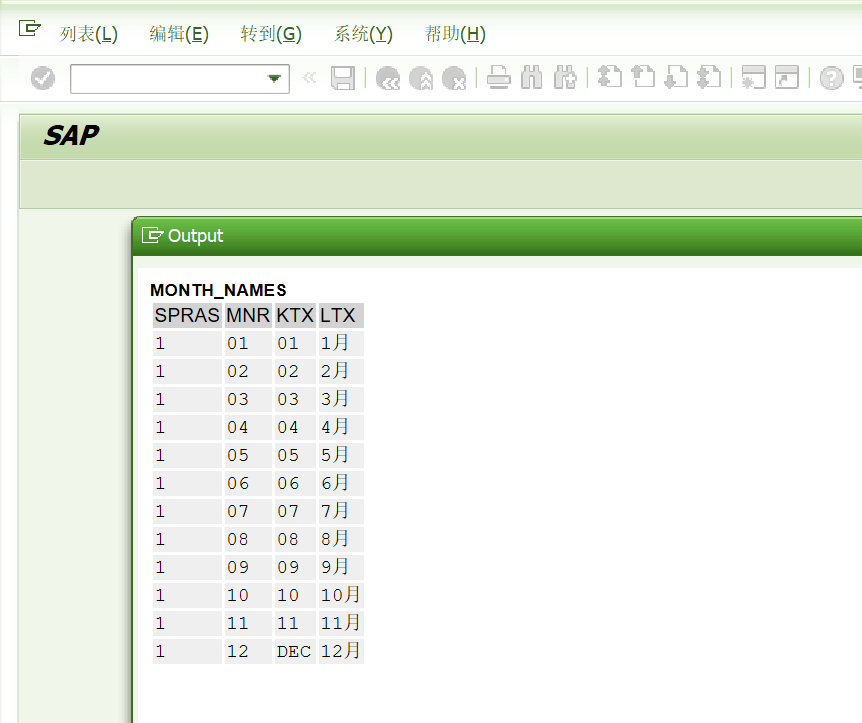 列表(L) 编辑(E) 转到(G) 系统(Y) 帮助(H)
SAP
Output
MONTH_NAMES
SPRAS MNR KTX LTX
1 01 01 1月
1 02 02 2月
1 03 03 3月
1 04 04 4月
1 05 05 5月
1 06 06 6月
1 07 07 7月
1 08 08 8月
1 09 09 9月
1 10 10 10月
1 11 11 11月
1 12 DEC 12月